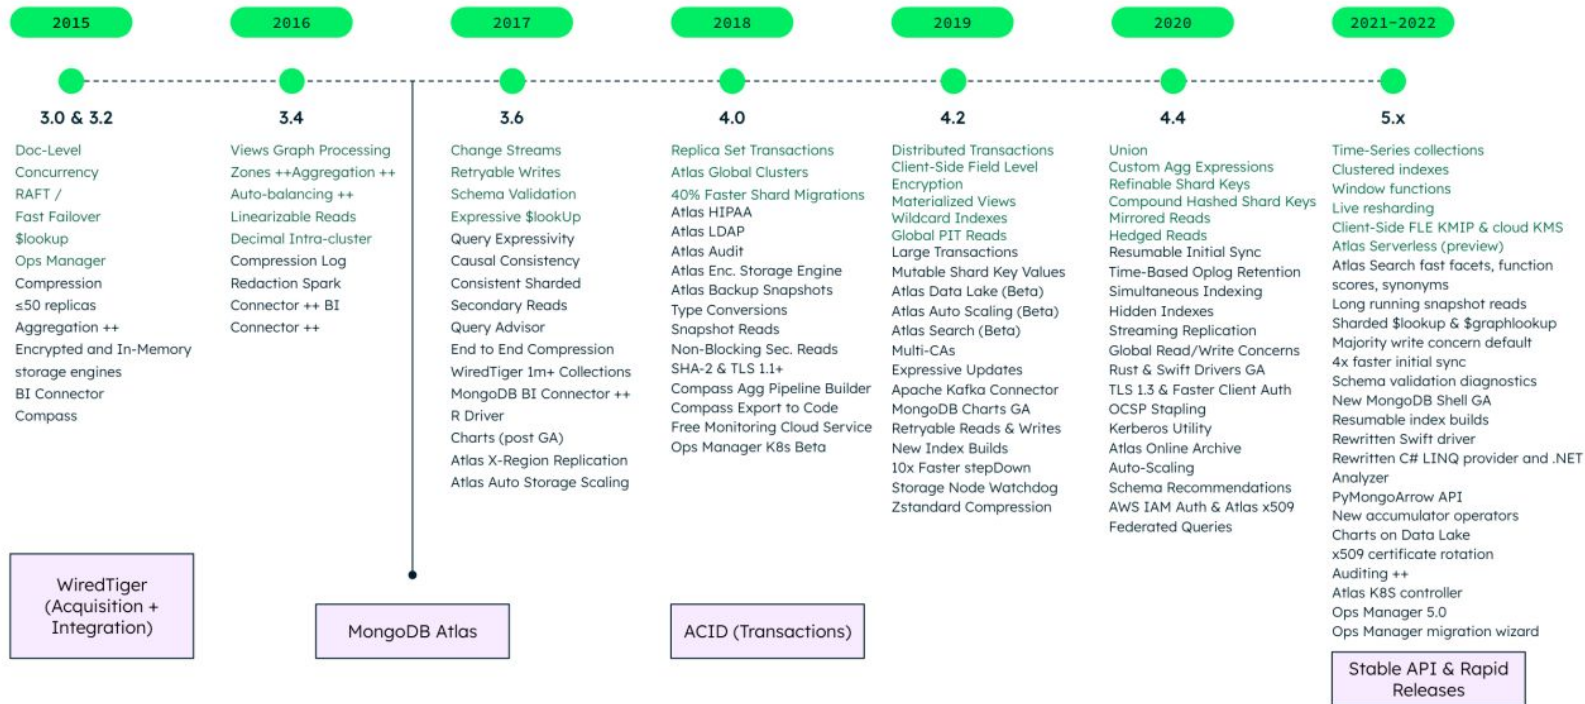 2015
3.0 & 3.2
Doc-Level
Concurrency
RAFT /
Fast Failover
$lookup
Ops Manager
Compression
≤50 replicas
Aggregation ++
Encrypted and In-Memory
storage engines
BI Connector
Compass
WiredTiger
(Acquisition +
Integration)
2016
3.4
Views Graph Processing
Zones ++Aggregation ++
Auto-balancing ++
Linearizable Reads
Decimal Intra-cluster
Compression Log
Redaction Spark
Connector ++ BI
Connector ++
MongoDB Atlas
2017
3.6
Change Streams
Retryable Writes
Schema Validation
Expressive $lookUp
Query Expressivity
Causal Consistency
Consistent Sharded
Secondary Reads
Query Advisor
End to End Compression
WiredTiger 1m+ Collections
MongoDB BI Connector ++
R Driver
Charts (post GA)
Atlas X-Region Replication
Atlas Auto Storage Scaling
2018
4.0
Replica Set Transactions
Atlas Global Clusters
40% Faster Shard Migrations
Atlas HIPAA
Atlas LDAP
Atlas Audit
Atlas Enc. Storage Engine
Atlas Backup Snapshots
Type Conversions
Snapshot Reads
Non-Blocking Sec. Reads
SHA-2 & TLS 1.1+
Compass Agg Pipeline Builder
Compass Export to Code
Free Monitoring Cloud Service
Ops Manager K8s Beta
ACID (Transactions)
2019
4.2
Distributed Transactions
Client-Side Field Level
Encryption
Materialized Views
Wildcard Indexes
Global PIT Reads
Large Transactions
Mutable Shard Key Values
Atlas Data Lake (Beta)
Atlas Auto Scaling (Beta)
Atlas Search (Beta)
Multi-CAs
Expressive Updates
Apache Kafka Connector
MongoDB Charts GA
Retryable Reads & Writes
New Index Builds
10x Faster stepDown
Storage Node Watchdog
Zstandard Compression
2020
4.4
Union
Custom Agg Expressions
Refinable Shard Keys
Compound Hashed Shard Keys
Mirrored Reads
Hedged Reads
Resumable Initial Sync
Time-Based Oplog Retention
Simultaneous Indexing
Hidden Indexes
Streaming Replication
Global Read/Write Concerns
Rust & Swift Drivers GA
TLS 1.3 & Faster Client Auth
OCSP Stapling
Kerberos Utility
Atlas Online Archive
Auto-Scaling
Schema Recommendations
AWS IAM Auth & Atlas x509
Federated Queries
2021-2022
5.x
Time-Series collections
Clustered indexes
Window functions
Live resharding
Client-Side FLE KMIP & cloud KMS
Atlas Serverless (preview)
Atlas Search fast facets, function
scores, synonyms
Long running snapshot reads
Sharded $lookup & $graphlookup
Majority write concern default
4x faster initial sync
Schema validation diagnostics
New MongoDB Shell GA
Resumable index builds
Rewritten Swift driver
Rewritten C# LINQ provider and .NET
Analyzer
PyMongoArrow API
New accumulator operators
Charts on Data Lake
x509 certificate rotation
Auditing ++
Atlas K8S controller
Ops Manager 5.0
Ops Manager migration wizard
Stable API & Rapid
Releases